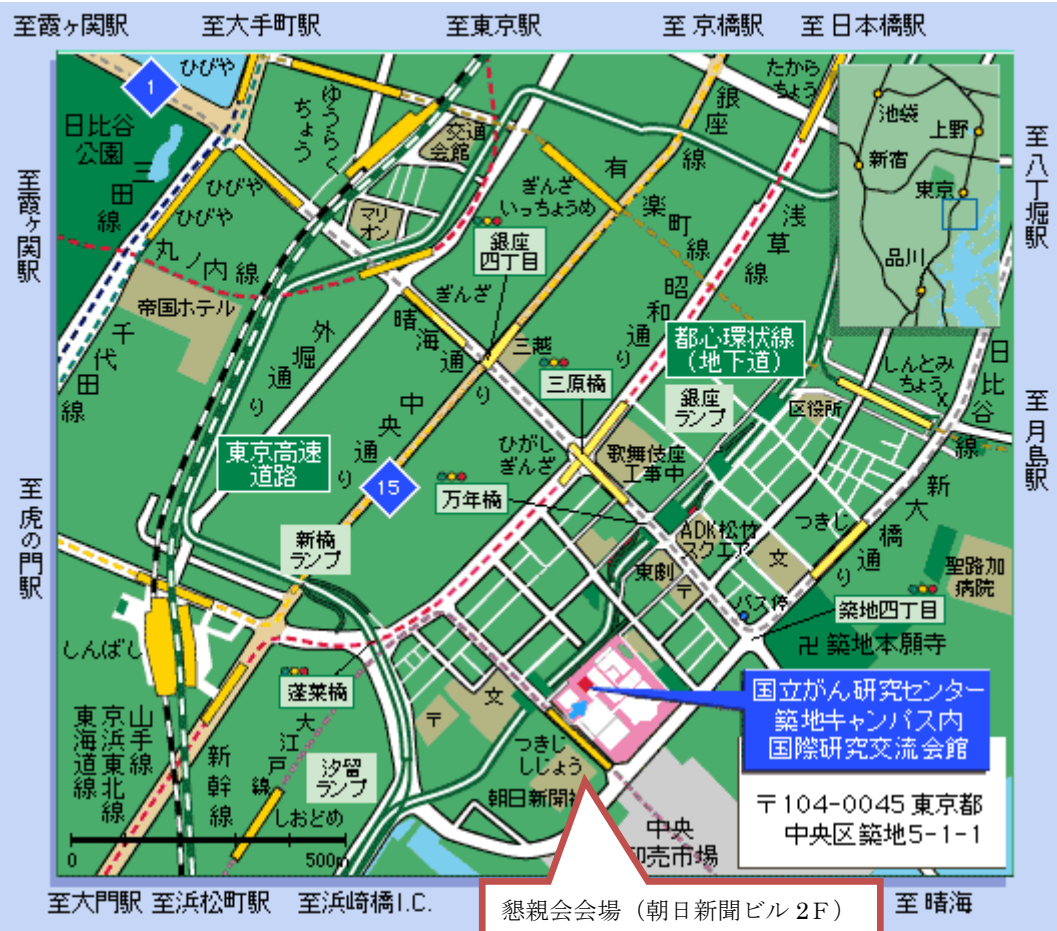 至霞ヶ関駅
至大手町駅
至東京駅
至 京橋駅
至 日本橋駅
1
ひびや
日比谷
公園
三田線
ゆうらく
ちょう
交通
会館
銀座線
たから
ちょう
池袋
上野
新宿
東京
品川
至八丁堀駅
至霞ヶ関駅
ひびや
ひびや
マリ
オン
ぎんざ
いっちょうめ
有楽町線
浅草線
丸ノ内線
銀座
四丁目
ぎんざ
帝国ホテル
千代田線
外堀通り
晴海通り
三越
昭和通り
都心環状線
(地下道)
しんとみ
ちょう
日比谷線
三原橋
銀座
ランプ
区役所
至月島駅
中央通り
東京高速
道路
15
ひがし
ぎんざ
歌舞伎座
工事中
万年橋
至虎の門駅
新橋
ランプ
ADK松竹
スクエア
つきじ
新大橋通り
東劇
〒
文
聖路加
病院
バス停
築地四丁目
しんばし
卍 築地本願寺
蓬莱橋
文
〒
国立がん研究センター
築地キャンパス内
国際研究交流会館
山手線
京浜東北線
東海道線
新幹線
大江戸線
汐留
ランプ
つきじ
しじょう
朝日新聞社
〒104-0045 東京都
中央区築地5-1-1
しおどめ
中央
卸売市場
0
500m
至大門駅
至浜松町駅
至浜崎橋I.C.
懇親会会場(朝日新聞ビル 2F)
至 晴海